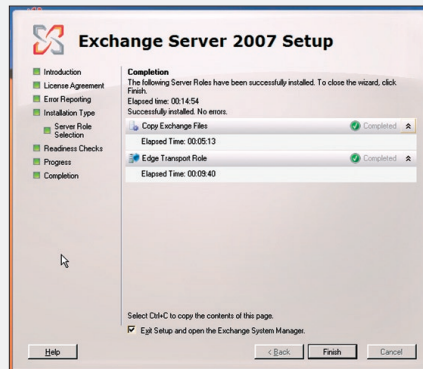 Exchange Server 2007 Setup
Introduction
License Agreement
Error Reporting
Installation Type
Server Role
Selection
Readiness Checks
Progress
Completion
Completion
The following Server Roles have been successfully installed. To close the wizard, click
Finish.
Elapsed time: 00:14:54
Successfully installed. No errors.
Copy Exchange Files Completed
Elapsed Time: 00:05:13
Edge Transport Role Completed
Elapsed Time: 00:09:40
Select Ctrl+C to copy the contents of this page.
Exit Setup and open the Exchange System Manager.
Help < Back Finish Cancel